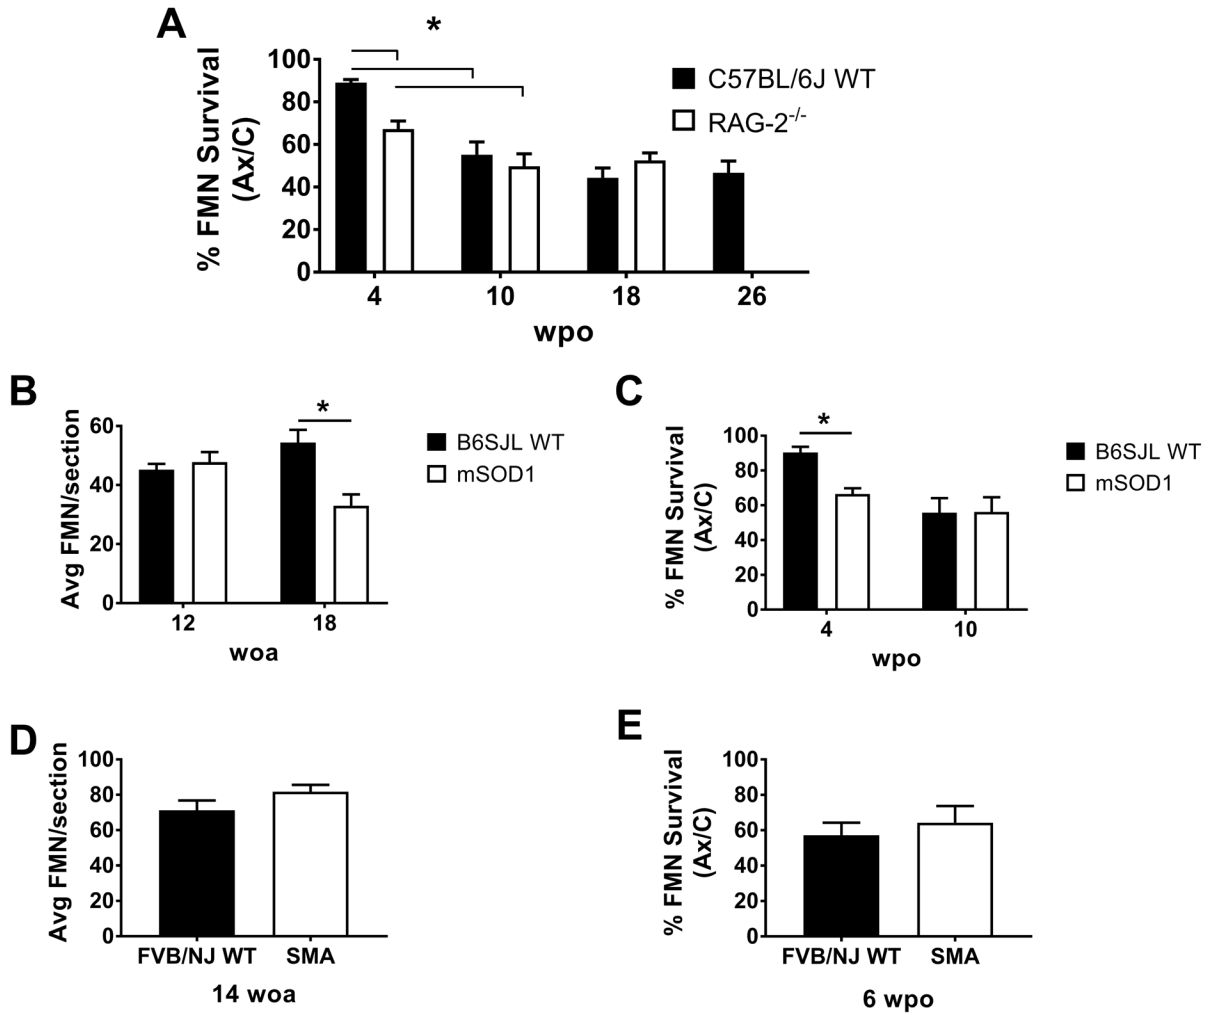 A
*
% FMN Survival
(Ax/C)
100
80
60
40
20
0
4 10 18 26
wpo
C57BL/6J WT
RAG-2-/-
B
*
Avg FMN/section
60
40
20
0
12 18
woa
B6SJL WT
mSOD1
C
*
% FMN Survival
(Ax/C)
100
80
60
40
20
0
4 10
wpo
B6SJL WT
mSOD1
D
Avg FMN/section
100
80
60
40
20
0
FVB/NJ WT SMA
14 woa
E
% FMN Survival
(Ax/C)
100
80
60
40
20
0
FVB/NJ WT SMA
6 wpo